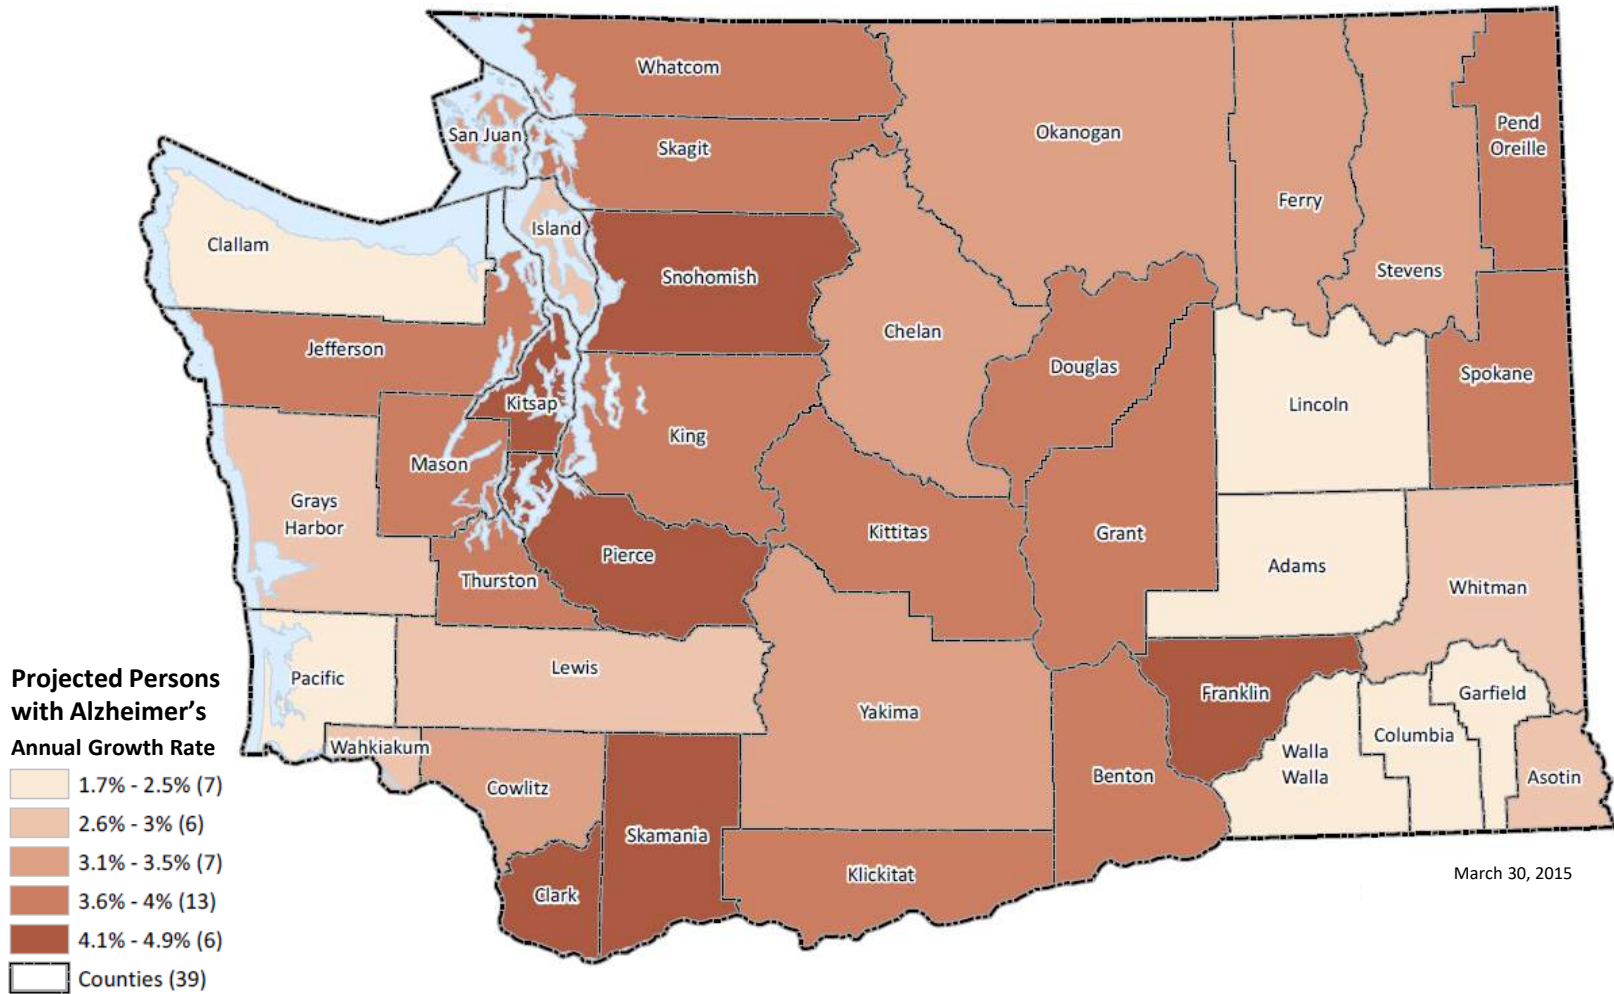 Whatcom
San Juan
Skagit
Okanogan
Pend
Oreille
Ferry
Island
Clallam
Snohomish
Stevens
Chelan
Jefferson
Douglas
Spokane
Kitsap
Lincoln
King
Mason
Grays
Harbor
Kittitas
Grant
Pierce
Adams
Thurston
Whitman
Lewis
Pacific
Franklin
Garfield
Yakima
Columbia
Wahkiakum
Walla
Walla
Benton
Asotin
Cowlitz
Skamania
Klickitat
Clark
March 30, 2015
Projected Persons
with Alzheimer's
Annual Growth Rate
1.7% - 2.5% (7)
2.6% - 3% (6)
3.1% - 3.5% (7)
3.6% - 4% (13)
4.1% - 4.9% (6)
Counties (39)